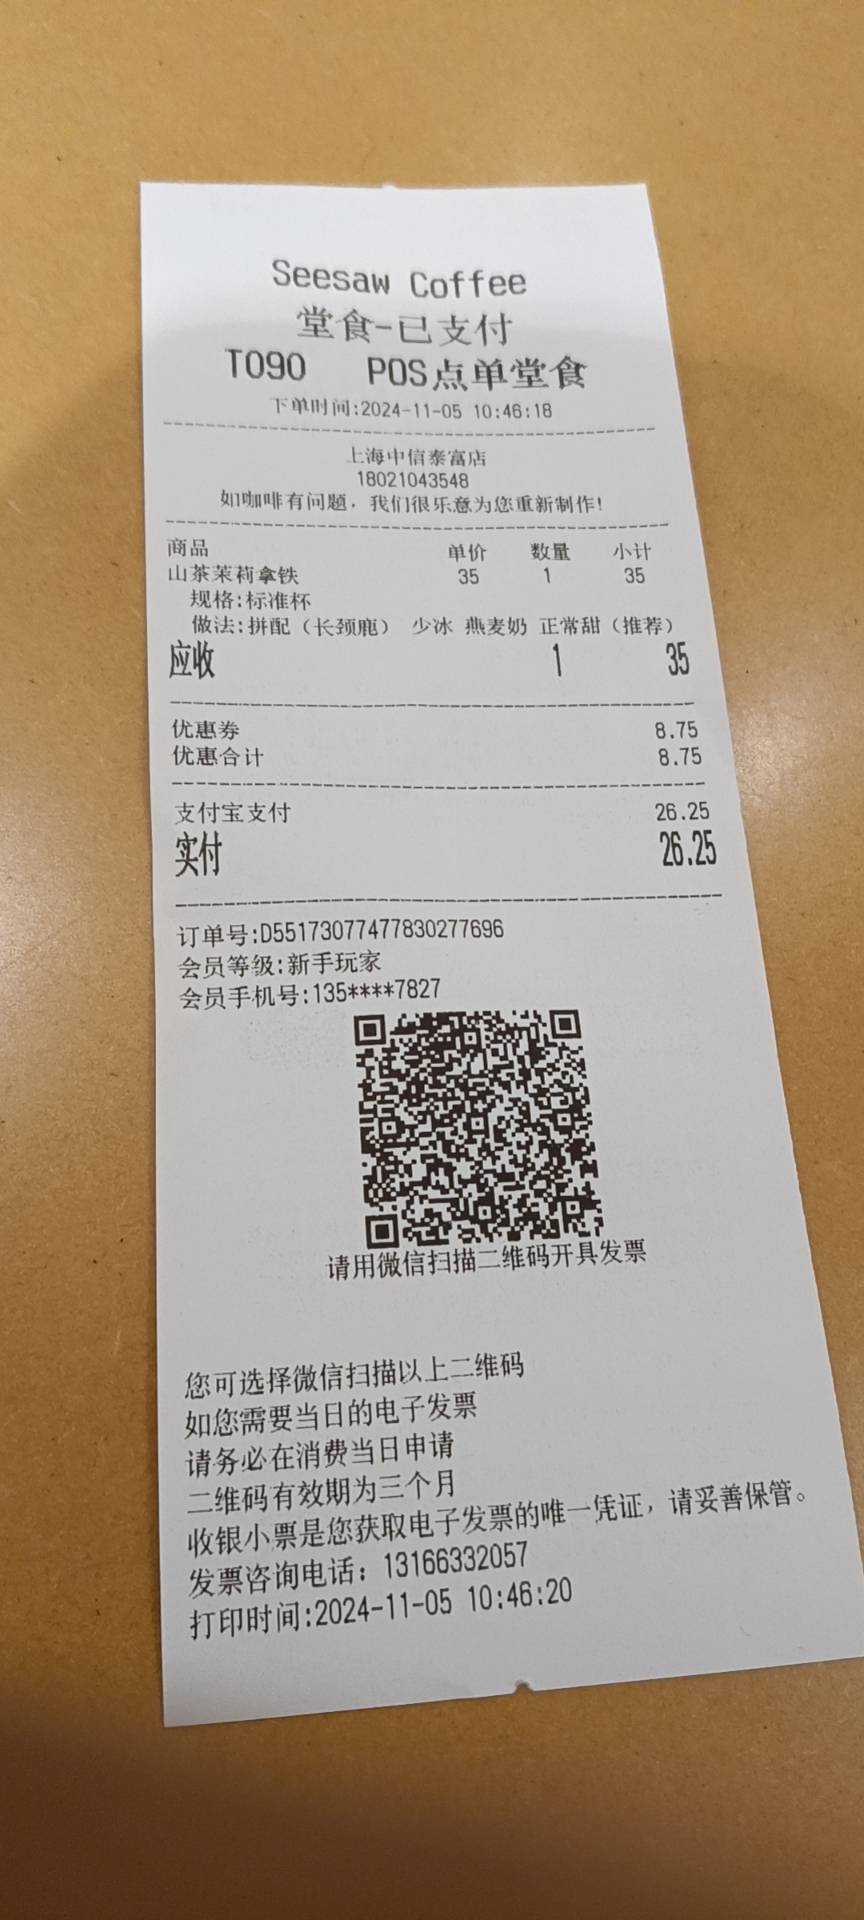 Seesaw Coffee
堂食-已支付
T090 POS点单堂食
下单时间:2024-11-05 10:46:18
上海中信泰富店
18021043548
如咖啡有问题，我们很乐意为您重新制作!
商品 单价 数量 小计
山茶茉莉拿铁 35 1 35
规格:标准杯
做法:拼配（长颈鹿） 少冰 燕麦奶 正常甜（推荐）
应收 1 35
优惠券 8.75
优惠合计 8.75
支付宝支付 26.25
实付 26.25
订单号:D551730774778302​77696
会员等级:新手玩家
会员手机号:135****7827
请用微信扫描二维码开具发票
您可选择微信扫描以上二维码
如您需要当日的电子发票
请务必在消费当日申请
二维码有效期为三个月
收银小票是您获取电子发票的唯一凭证，请妥善保管。
发票咨询电话：13166332057
打印时间:2024-11-05 10:46:20